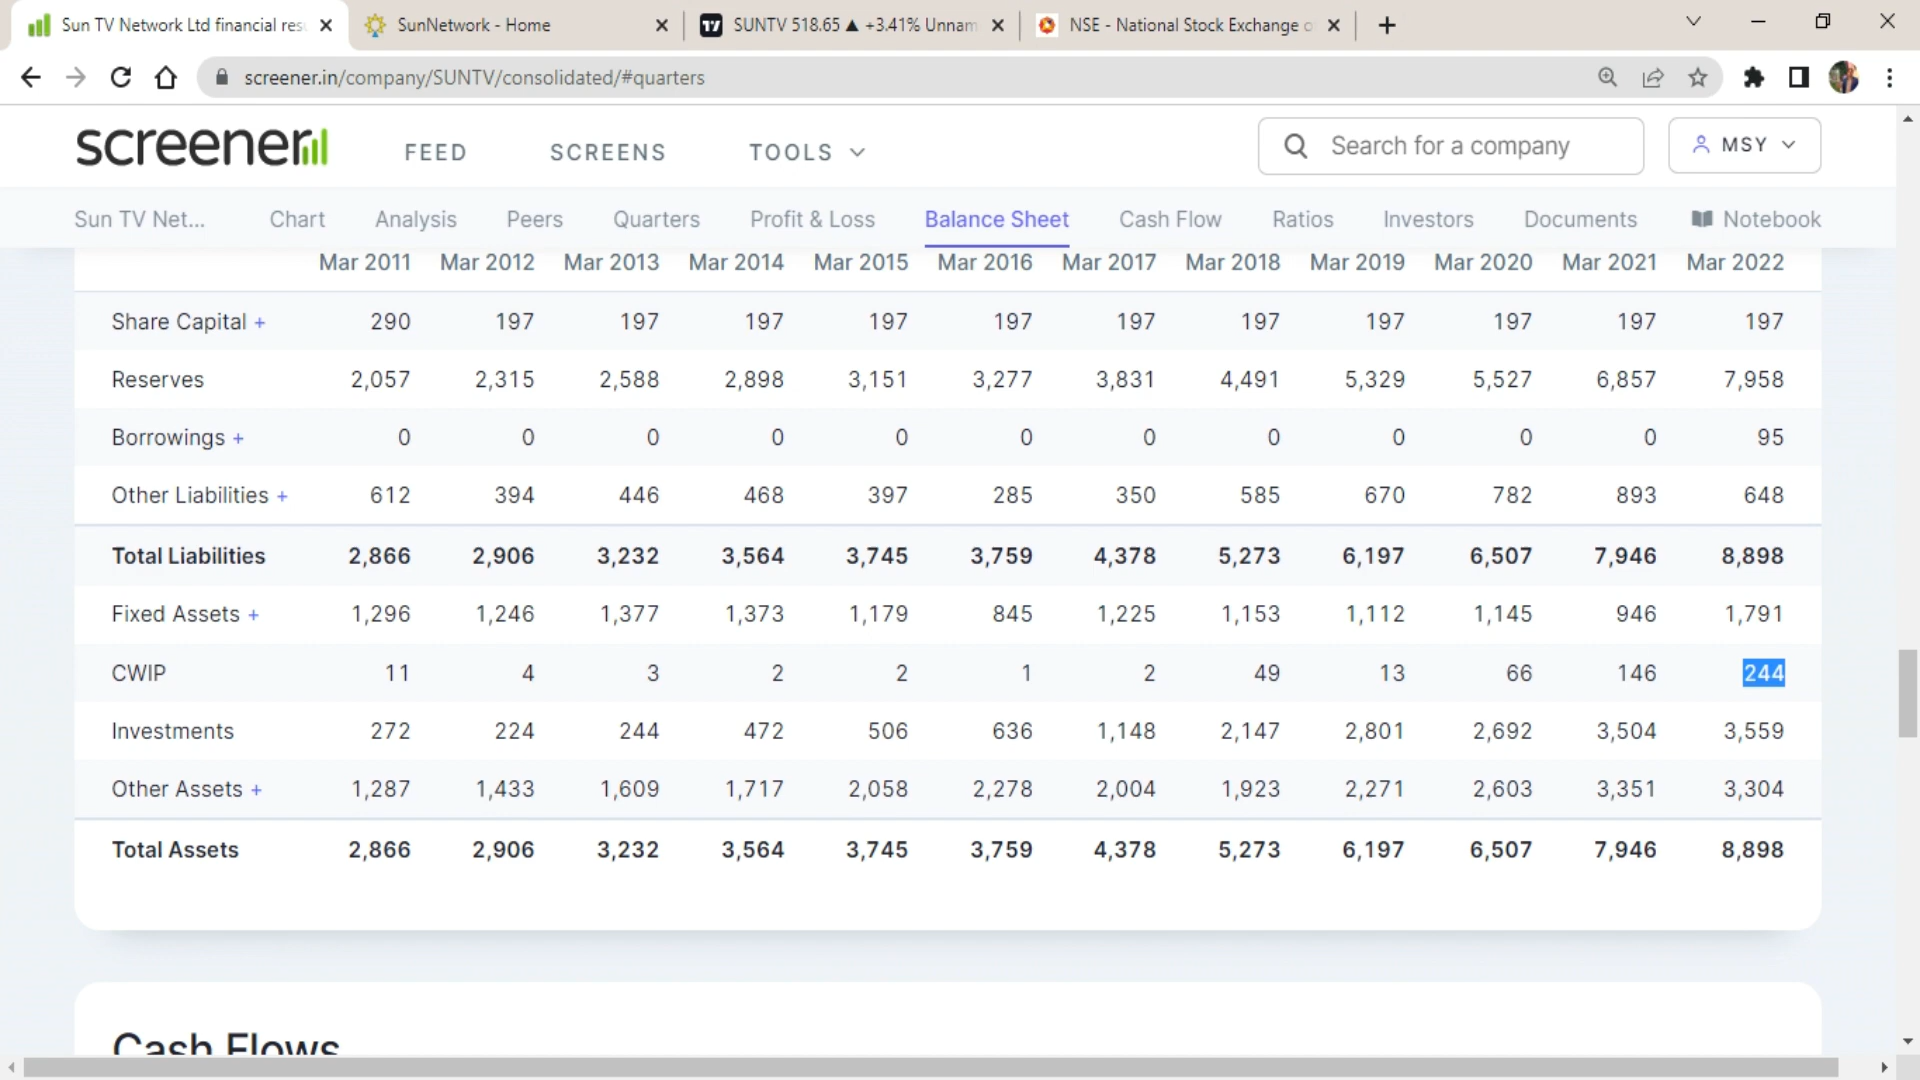 Sun TV Network Ltd financial res
SunNetwork - Home
SUNTV 518.65 ▲ +3.41% Unnam
NSE - National Stock Exchange o
screener.in/company/SUNTV/consolidated/#quarters
screener
FEED
SCREENS
TOOLS
Search for a company
MSY
Sun TV Net... Chart Analysis Peers Quarters Profit & Loss Balance Sheet Cash Flow Ratios Investors Documents Notebook
Mar 2011 Mar 2012 Mar 2013 Mar 2014 Mar 2015 Mar 2016 Mar 2017 Mar 2018 Mar 2019 Mar 2020 Mar 2021 Mar 2022
Share Capital + 290 197 197 197 197 197 197 197 197 197 197 197
Reserves 2,057 2,315 2,588 2,898 3,151 3,277 3,831 4,491 5,329 5,527 6,857 7,958
Borrowings + 0 0 0 0 0 0 0 0 0 0 0 95
Other Liabilities + 612 394 446 468 397 285 350 585 670 782 893 648
Total Liabilities 2,866 2,906 3,232 3,564 3,745 3,759 4,378 5,273 6,197 6,507 7,946 8,898
Fixed Assets + 1,296 1,246 1,377 1,373 1,179 845 1,225 1,153 1,112 1,145 946 1,791
CWIP 11 4 3 2 2 1 2 49 13 66 146 244
Investments 272 224 244 472 506 636 1,148 2,147 2,801 2,692 3,504 3,559
Other Assets + 1,287 1,433 1,609 1,717 2,058 2,278 2,004 1,923 2,271 2,603 3,351 3,304
Total Assets 2,866 2,906 3,232 3,564 3,745 3,759 4,378 5,273 6,197 6,507 7,946 8,898
Cash Flows